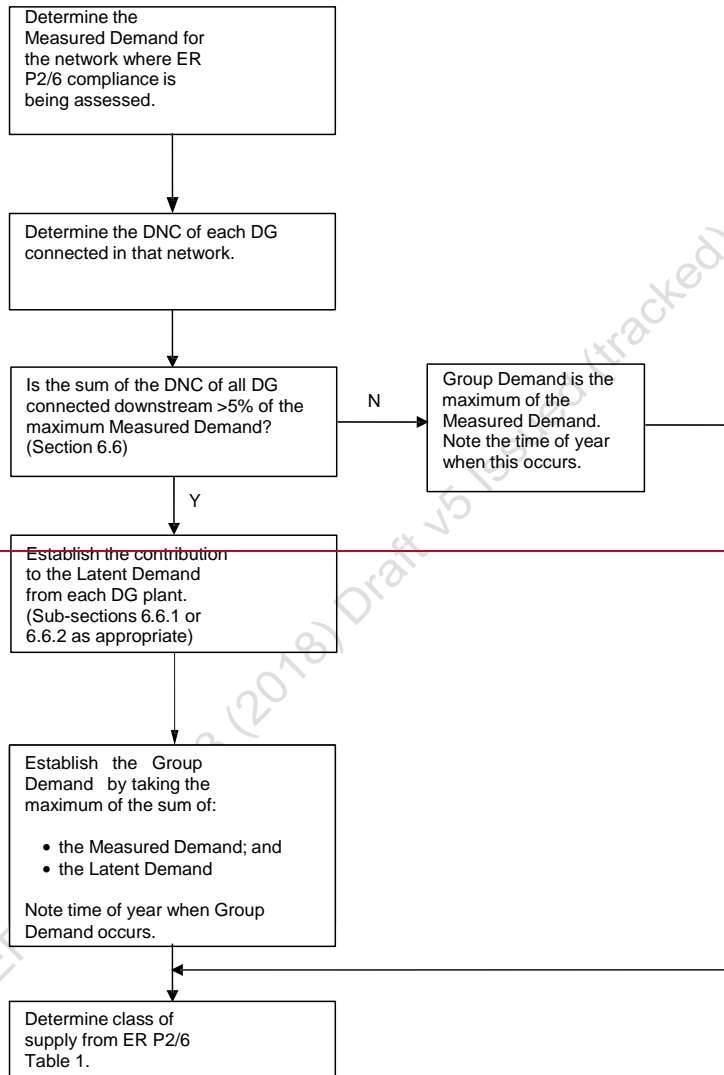 Determine the
Measured Demand for
the network where ER
P2/6 compliance is
being assessed.
Determine the DNC of each DG
connected in that network.
Is the sum of the DNC of all DG
connected downstream >5% of the
maximum Measured Demand?
(Section 6.6)
N
Group Demand is the
maximum of the
Measured Demand.
Note the time of year
when this occurs.
Y
Establish the contribution
to the Latent Demand
from each DG plant.
(Sub-sections 6.6.1 or
6.6.2 as appropriate)
Establish the Group
Demand by taking the
maximum of the sum of:
• the Measured Demand; and
• the Latent Demand
Note time of year when Group
Demand occurs.
Determine class of
supply from ER P2/6
Table 1.
(2018) Draft v5 Issued (tracked)